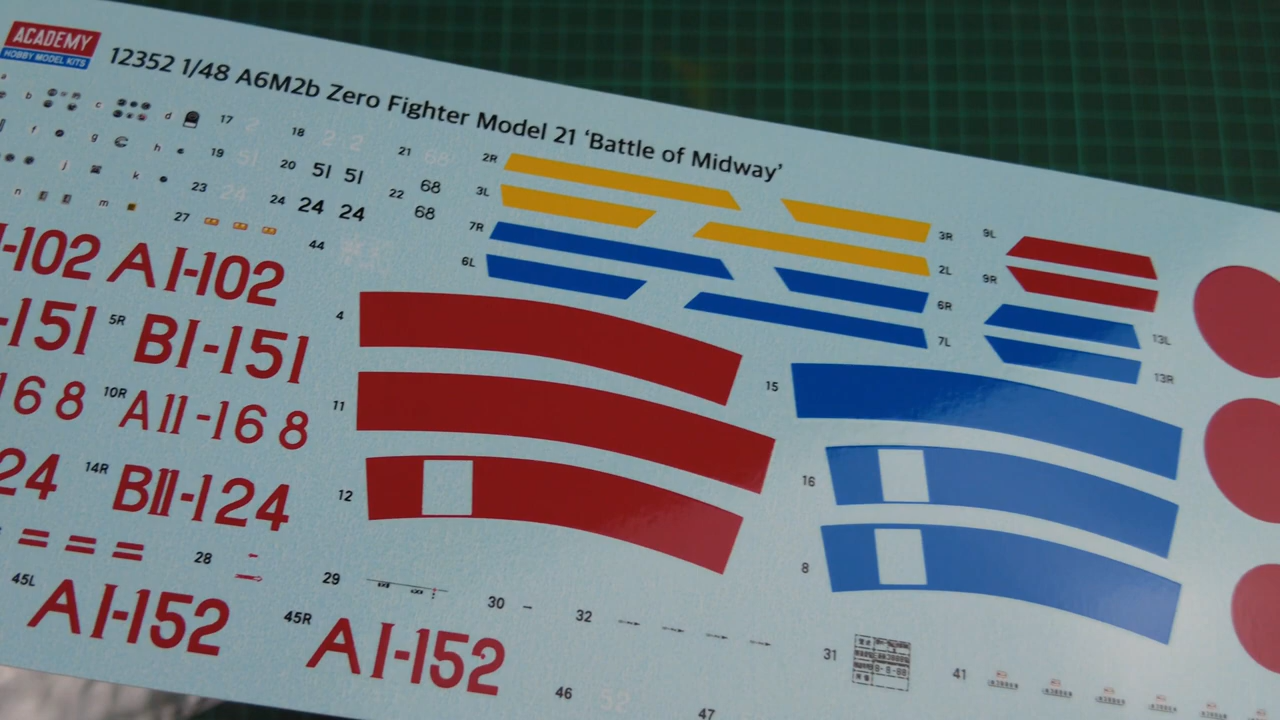 ACADEMY
HOBBY MODEL KITS
12352 1/48 A6M2b Zero Fighter Model 21 ‘Battle of Midway’
b c d 17 18
f g h 19 51 20 51 51 21 68 2R
j k 23 24 24 24 24 22 68 3L
n m 27 68 7R
44 6L
3R 9L
2L 9R
6R
7L 13L
13R
-102 AI-102 4
-151 5R BI-151 15
168 10R AII-168 11
24 14R BII-124 12 16
28 8
45L AI-152 29 30 32
45R AI-152 31 41
46 52 47